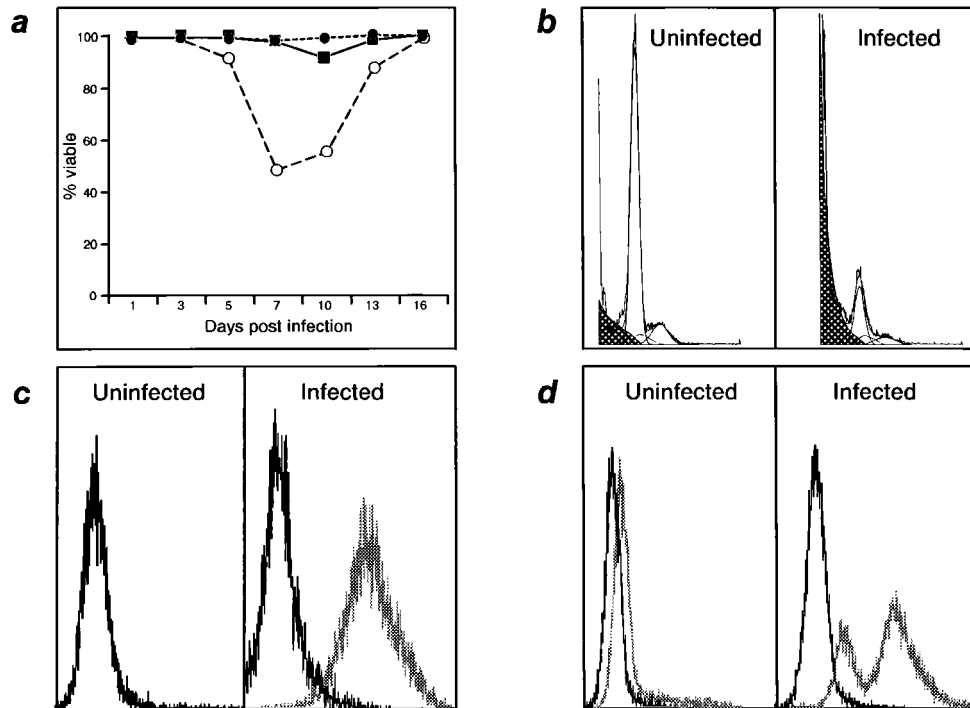 a
100
80
60
40
20
0
% viable
1 3 5 7 10 13 16
Days post infection
b
Uninfected
Infected
c
Uninfected
Infected
d
Uninfected
Infected